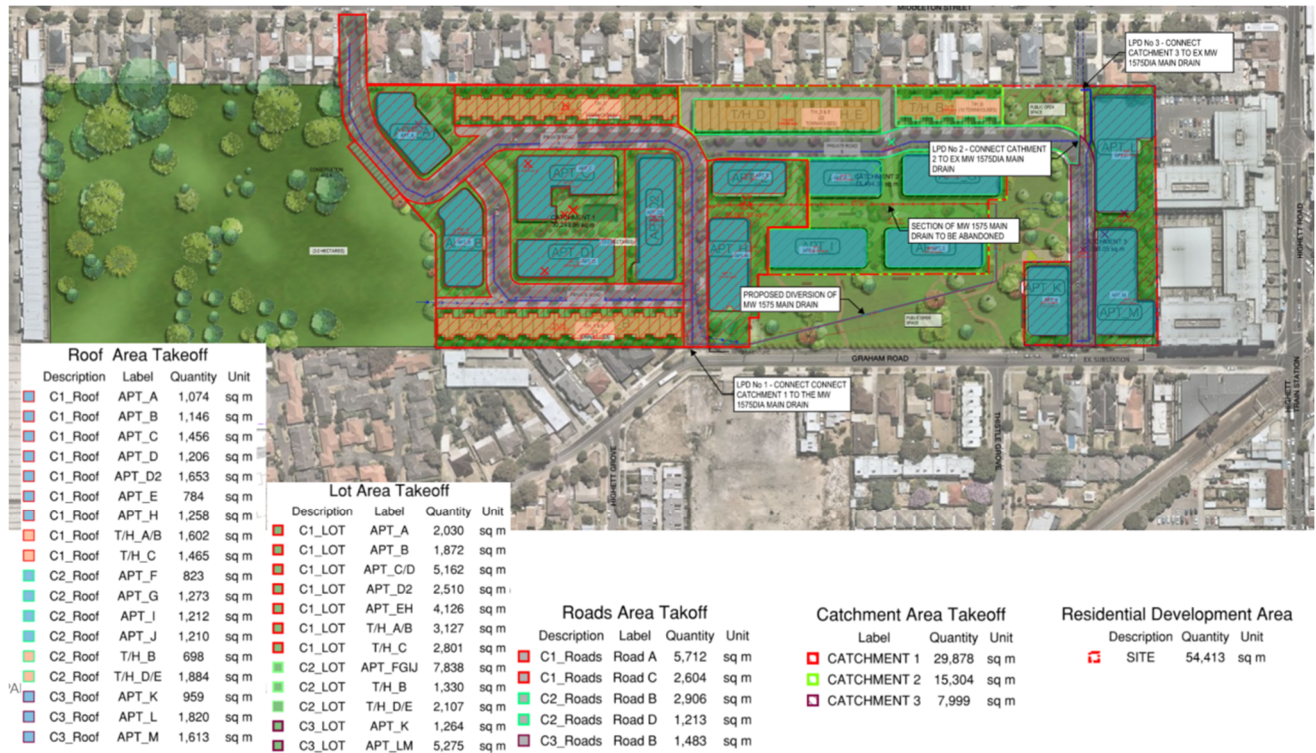 MIDDLETON STREET
LPD No 3 - CONNECT
CATCHMENT 3 TO EX MW
1575DIA MAIN DRAIN
LPD No 2 - CONNECT CATHMENT
2 TO EX MW 1575DIA MAIN
DRAIN
T/H D
T/H B
APT_L
APT_C
APT_D
APT_D2
APT_I
APT_H
APT_K
APT_M
SECTION OF MW 1575 MAIN
DRAIN TO BE ABANDONED
PROPOSED DIVERSION OF
MW 1575 MAIN DRAIN
T/H A
GRAHAM ROAD
EX. SUBSTATION
LPD No 1 - CONNECT CONNECT
CATCHMENT 1 TO THE MW
1575DIA MAIN DRAIN
HIGHETT GROVE
THISTLE GROVE
HIGHETT ROAD
HIGHETT
TRAIN STATION
Roof Area Takeoff
Description Label Quantity Unit
C1_Roof APT_A 1,074 sq m
C1_Roof APT_B 1,146 sq m
C1_Roof APT_C 1,456 sq m
C1_Roof APT_D 1,206 sq m
C1_Roof APT_D2 1,653 sq m
C1_Roof APT_E 784 sq m
C1_Roof APT_H 1,258 sq m
C1_Roof T/H_A/B 1,602 sq m
C1_Roof T/H_C 1,465 sq m
C2_Roof APT_F 823 sq m
C2_Roof APT_G 1,273 sq m
C2_Roof APT_I 1,212 sq m
C2_Roof APT_J 1,210 sq m
C2_Roof T/H_B 698 sq m
C2_Roof T/H_D/E 1,884 sq m
C3_Roof APT_K 959 sq m
C3_Roof APT_L 1,820 sq m
C3_Roof APT_M 1,613 sq m
Lot Area Takeoff
Description Label Quantity Unit
C1_LOT APT_A 2,030 sq m
C1_LOT APT_B 1,872 sq m
C1_LOT APT_C/D 5,162 sq m
C1_LOT APT_D2 2,510 sq m
C1_LOT APT_EH 4,126 sq m
C1_LOT T/H_A/B 3,127 sq m
C1_LOT T/H_C 2,801 sq m
C2_LOT APT_FGIJ 7,838 sq m
C2_LOT T/H_B 1,330 sq m
C2_LOT T/H_D/E 2,107 sq m
C3_LOT APT_K 1,264 sq m
C3_LOT APT_LM 5,275 sq m
Roads Area Takoff
Description Label Quantity Unit
C1_Roads Road A 5,712 sq m
C1_Roads Road C 2,604 sq m
C2_Roads Road B 2,906 sq m
C2_Roads Road D 1,213 sq m
C3_Roads Road B 1,483 sq m
Catchment Area Takeoff
Label Quantity Unit
CATCHMENT 1 29,878 sq m
CATCHMENT 2 15,304 sq m
CATCHMENT 3 7,999 sq m
Residential Development Area
Description Quantity Unit
SITE 54,413 sq m